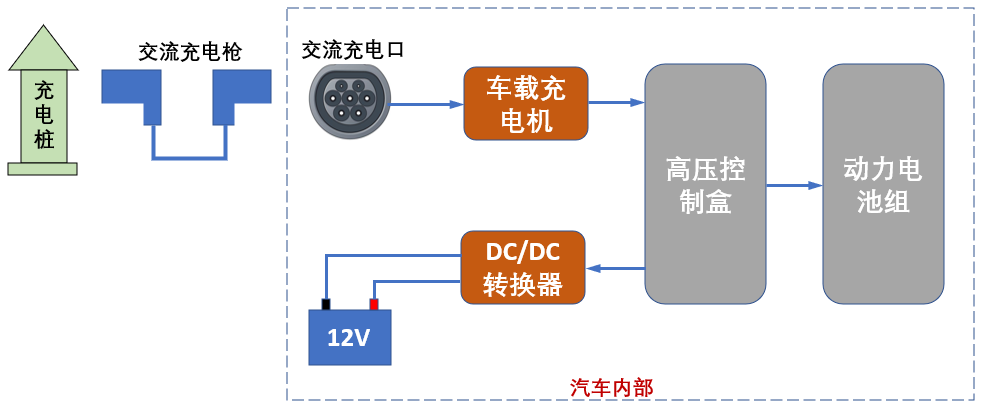 交流充电枪
交流充电口
充
电
桩
车载充
电机
高压控
制盒
动力电
池组
DC/DC
转换器
12V
汽车内部